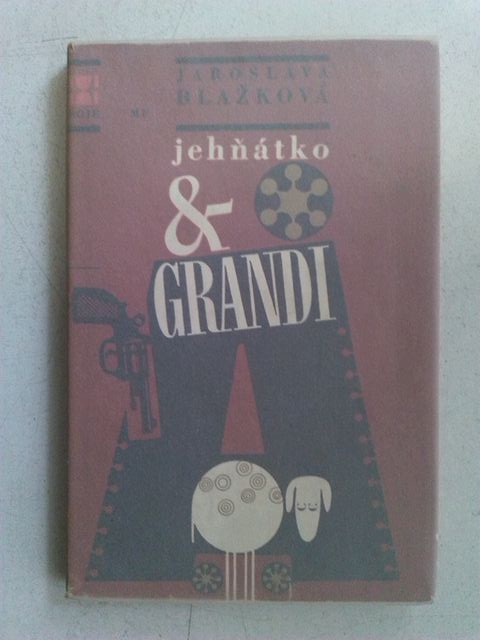 JAROSLAVA
BLAŽKOVÁ
jehňátko
&
GRANDI